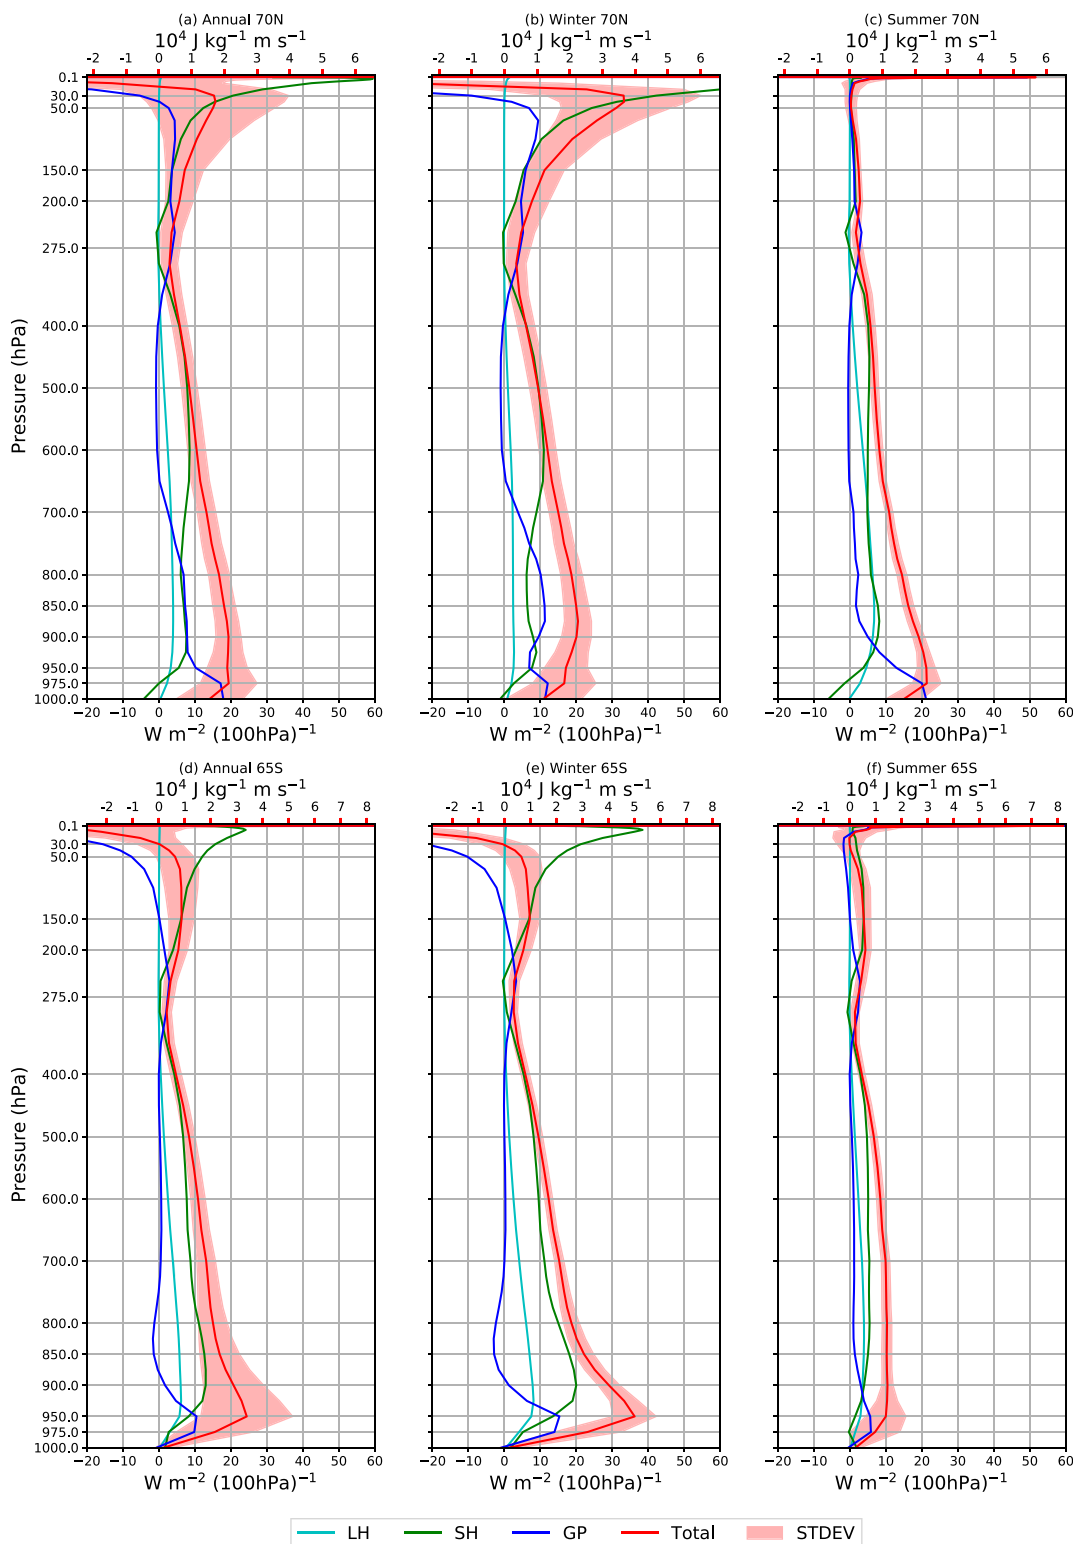 (a) Annual 70N
10⁴ J kg⁻¹ m s⁻¹
-2 -1 0 1 2 3 4 5 6
(b) Winter 70N
10⁴ J kg⁻¹ m s⁻¹
-2 -1 0 1 2 3 4 5 6
(c) Summer 70N
10⁴ J kg⁻¹ m s⁻¹
-2 -1 0 1 2 3 4 5 6
Pressure (hPa)
0.1
30.0
50.0
150.0
200.0
275.0
400.0
500.0
600.0
700.0
800.0
850.0
900.0
950.0
975.0
1000.0
−20 −10 0 10 20 30 40 50 60
W m⁻² (100hPa)⁻¹
−20 −10 0 10 20 30 40 50 60
W m⁻² (100hPa)⁻¹
−20 −10 0 10 20 30 40 50 60
W m⁻² (100hPa)⁻¹
(d) Annual 65S
10⁴ J kg⁻¹ m s⁻¹
-2 -1 0 1 2 3 4 5 6 7 8
(e) Winter 65S
10⁴ J kg⁻¹ m s⁻¹
-2 -1 0 1 2 3 4 5 6 7 8
(f) Summer 65S
10⁴ J kg⁻¹ m s⁻¹
-2 -1 0 1 2 3 4 5 6 7 8
Pressure (hPa)
0.1
30.0
50.0
150.0
200.0
275.0
400.0
500.0
600.0
700.0
800.0
850.0
900.0
950.0
975.0
1000.0
−20 −10 0 10 20 30 40 50 60
W m⁻² (100hPa)⁻¹
−20 −10 0 10 20 30 40 50 60
W m⁻² (100hPa)⁻¹
−20 −10 0 10 20 30 40 50 60
W m⁻² (100hPa)⁻¹
LH SH GP Total STDEV